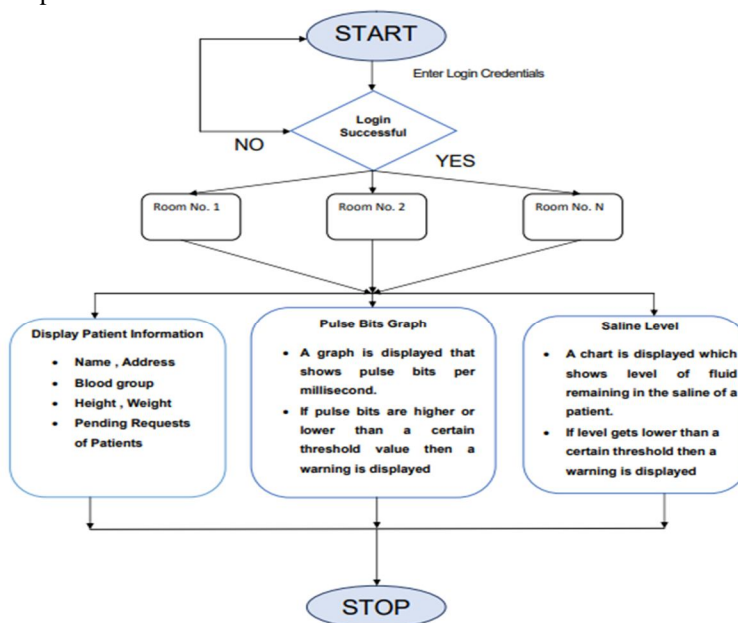 START
Enter Login Credentials
Login
Successful
NO
YES
Room No. 1
Room No. 2
Room No. N
Display Patient Information
• Name , Address
• Blood group
• Height , Weight
• Pending Requests
of Patients
Pulse Bits Graph
• A graph is displayed that
shows pulse bits per
millisecond.
• If pulse bits are higher or
lower than a certain
threshold value then a
warning is displayed
Saline Level
• A chart is displayed which
shows level of fluid
remaining in the saline of a
patient.
• If level gets lower than a
certain threshold then a
warning is displayed
STOP